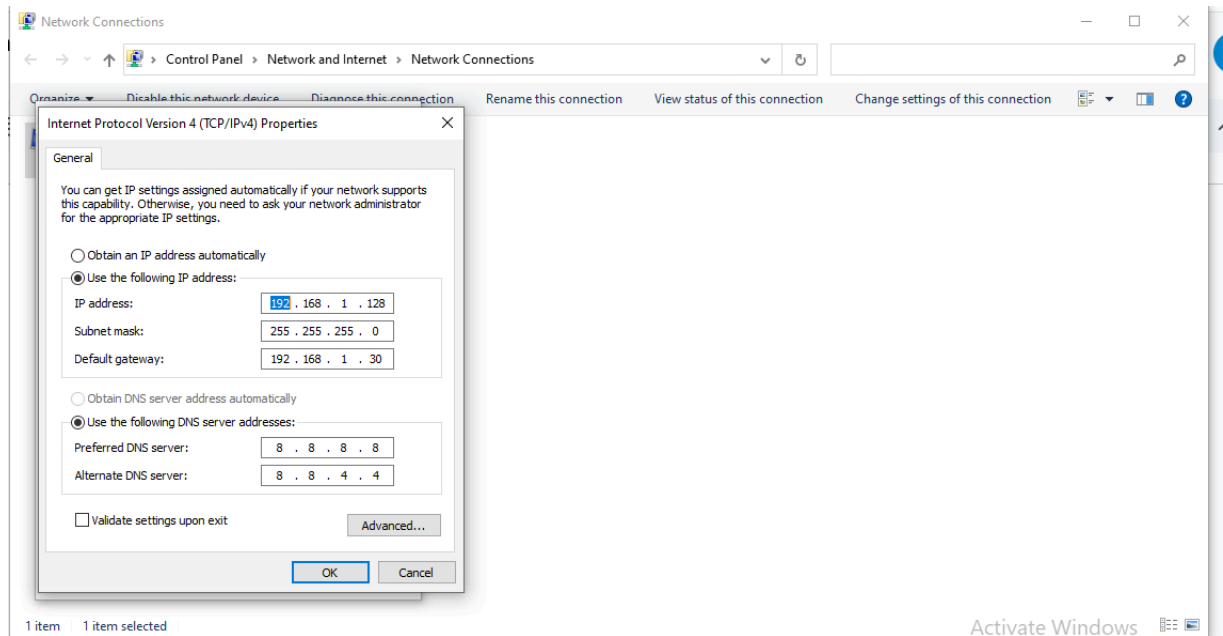 Network Connections
Control Panel > Network and Internet > Network Connections
Organize Disable this network device Diagnose this connection Rename this connection View status of this connection Change settings of this connection
Internet Protocol Version 4 (TCP/IPv4) Properties
General
You can get IP settings assigned automatically if your network supports
this capability. Otherwise, you need to ask your network administrator
for the appropriate IP settings.
Obtain an IP address automatically
Use the following IP address:
IP address: 192 . 168 . 1 . 128
Subnet mask: 255 . 255 . 255 . 0
Default gateway: 192 . 168 . 1 . 30
Obtain DNS server address automatically
Use the following DNS server addresses:
Preferred DNS server: 8 . 8 . 8 . 8
Alternate DNS server: 8 . 8 . 4 . 4
Validate settings upon exit
Advanced...
OK Cancel
1 item 1 item selected
Activate Windows